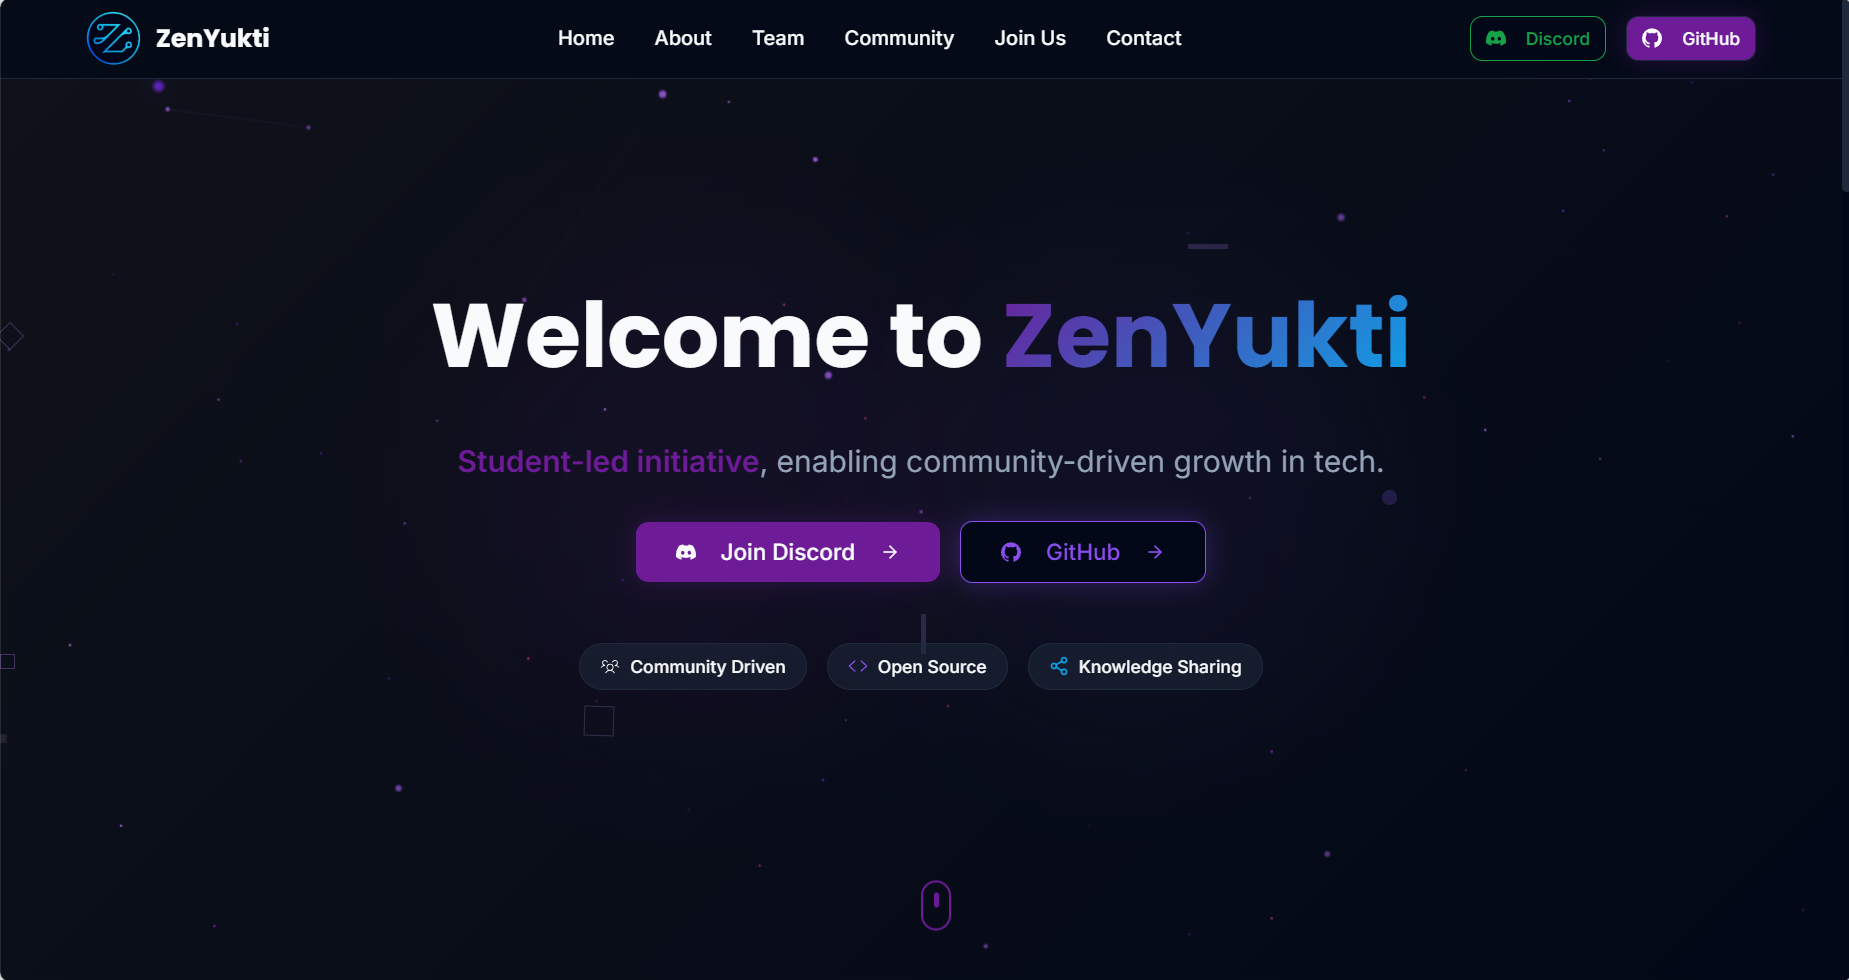 ZenYukti
Home About Team Community Join Us Contact
Discord
GitHub
Welcome to ZenYukti
Student-led initiative, enabling community-driven growth in tech.
Join Discord →
GitHub →
Community Driven
Open Source
Knowledge Sharing